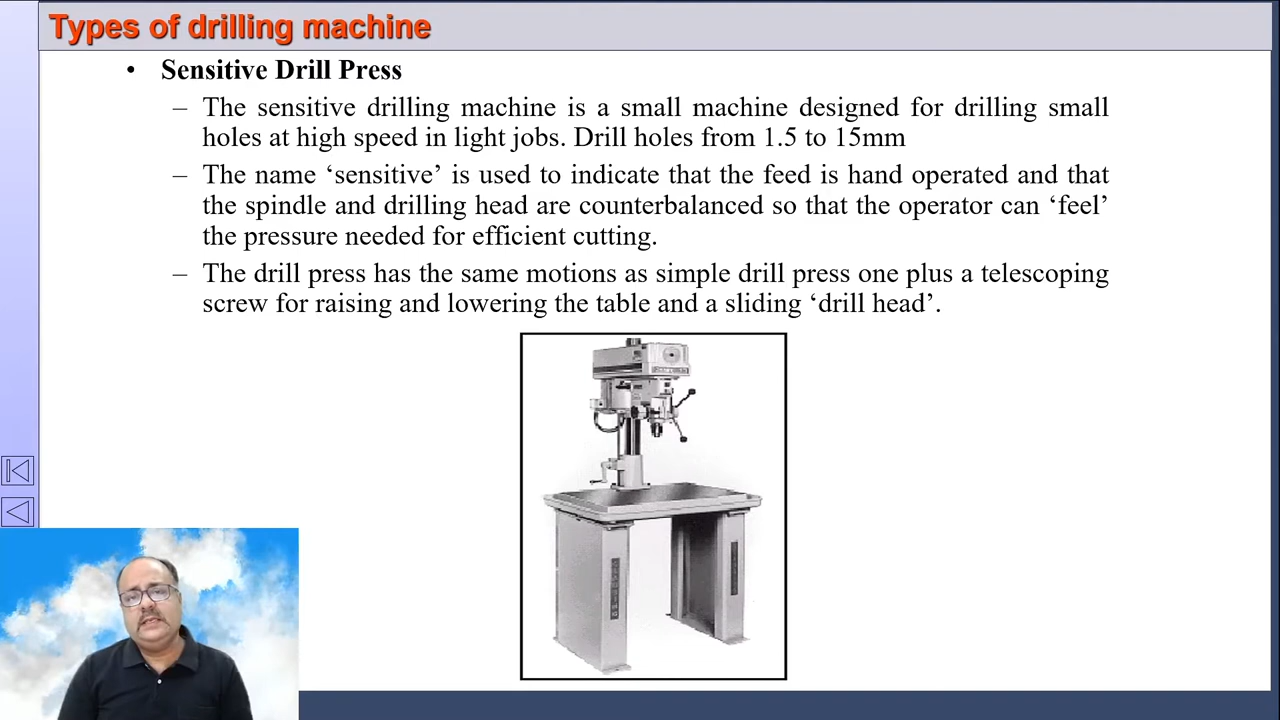 Types of drilling machine
• Sensitive Drill Press
– The sensitive drilling machine is a small machine designed for drilling small
holes at high speed in light jobs. Drill holes from 1.5 to 15mm
– The name ‘sensitive’ is used to indicate that the feed is hand operated and that
the spindle and drilling head are counterbalanced so that the operator can ‘feel’
the pressure needed for efficient cutting.
– The drill press has the same motions as simple drill press one plus a telescoping
screw for raising and lowering the table and a sliding ‘drill head’.